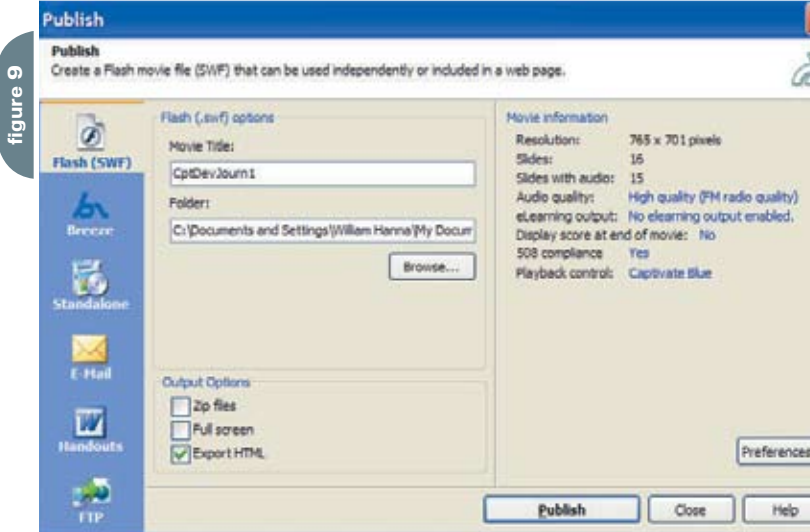 figure 9
Publish
Publish
Create a Flash movie file (SWF) that can be used independently or included in a web page.
Flash (SWF)
Breeze
Standalone
E-Mail
Handouts
FTP
Flash (.swf) options
Movie Title:
CptDevJourn1
Folder:
C:\Documents and Settings\William Hanna\My Docum
Browse...
Output Options
Zip files
Full screen
Export HTML
Movie information
Resolution: 765 x 701 pixels
Slides: 16
Slides with audio: 15
Audio quality: High quality (FM radio quality)
eLearning output: No elearning output enabled.
Display score at end of movie: No
508 compliance Yes
Playback control: Captivate Blue
Preferences
Publish
Close
Help